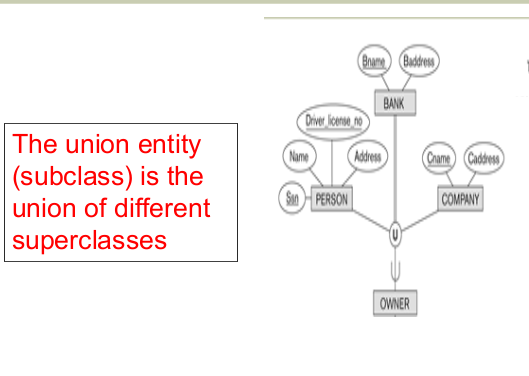 The union entity
(subclass) is the
union of different
superclasses
Bname
Baddress
BANK
Driver_license_no
Name
Address
Cname
Caddress
Ssn
PERSON
COMPANY
U
OWNER